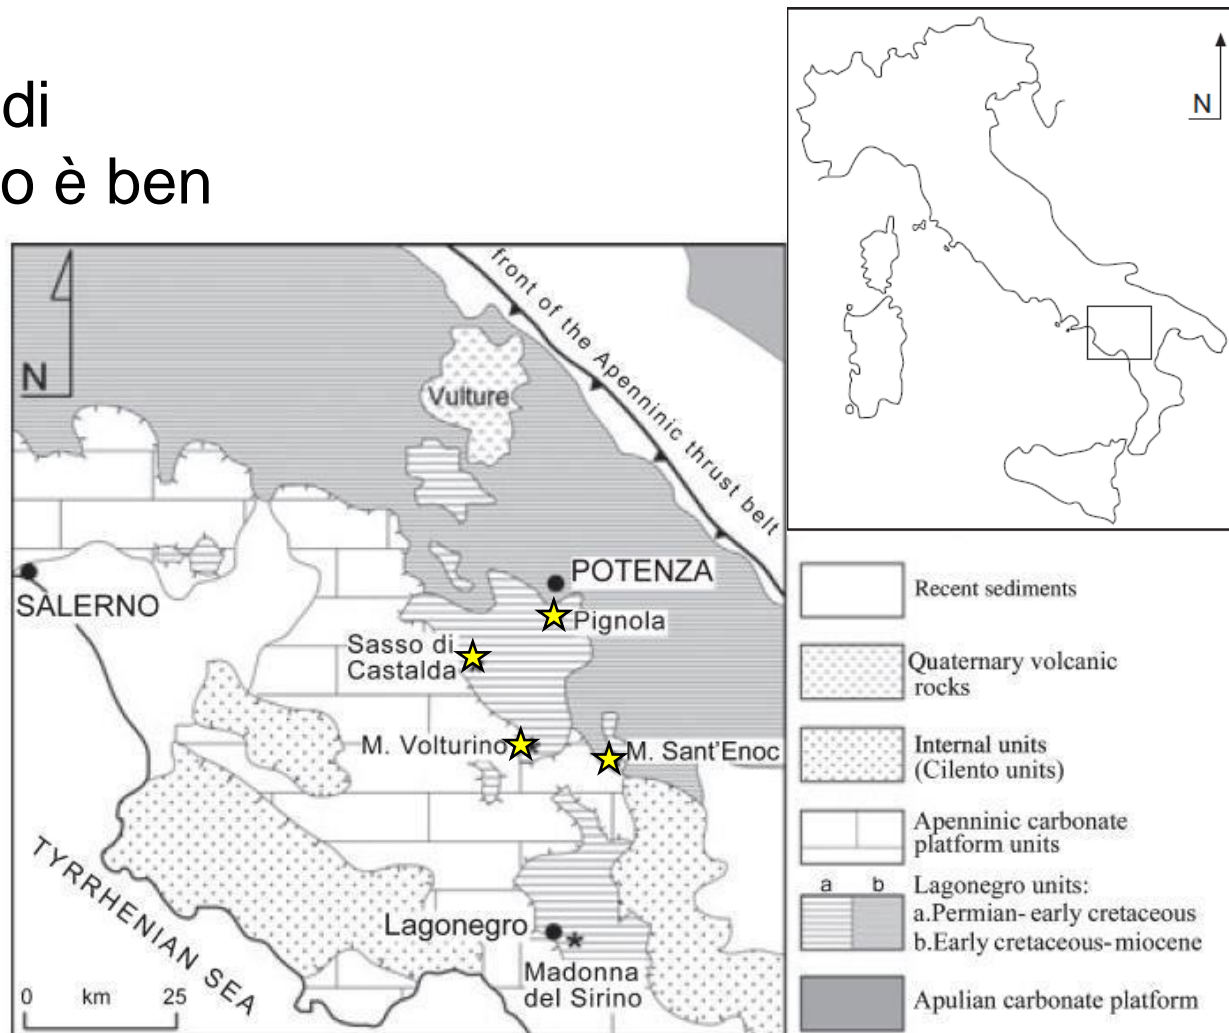 di
o è ben
N
front of the Apenninic thrust belt
N
Vulture
POTENZA
SALERNO
Pignola
Sasso di
Castalda
M. Volturino
M. Sant'Enoc
TYRRHENIAN SEA
Lagonegro
*
Madonna
del Sirino
0 km 25
Recent sediments
Quaternary volcanic
rocks
Internal units
(Cilento units)
Apenninic carbonate
platform units
a b
Lagonegro units:
a.Permian- early cretaceous
b.Early cretaceous-miocene
Apulian carbonate platform